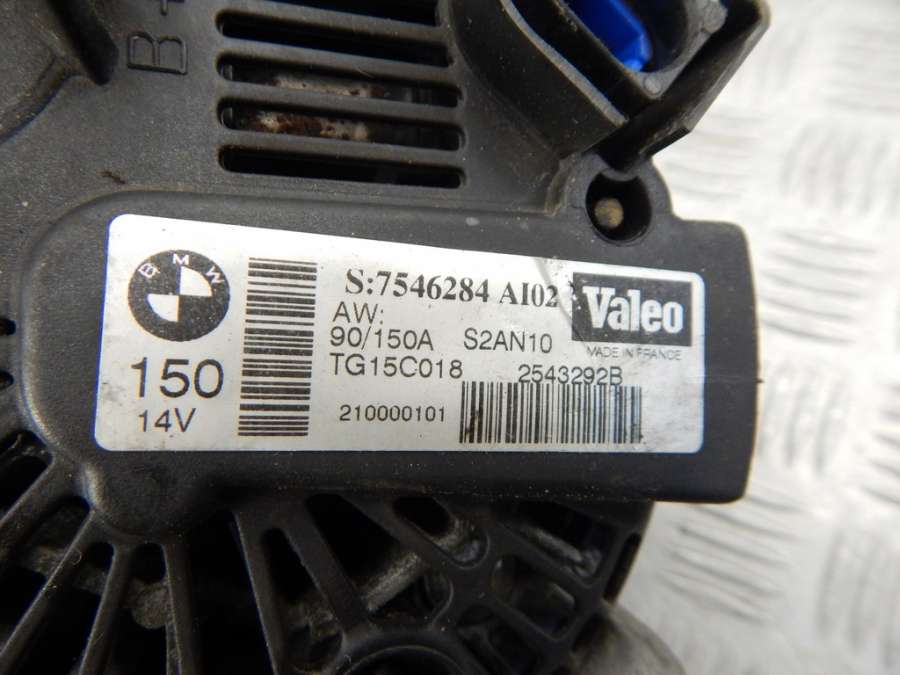 B+
BMW
150
14V
S:7546284 AI02
AW:
90/150A S2AN10
TG15C018 2543292B
210000101
Valeo
MADE IN FRANCE